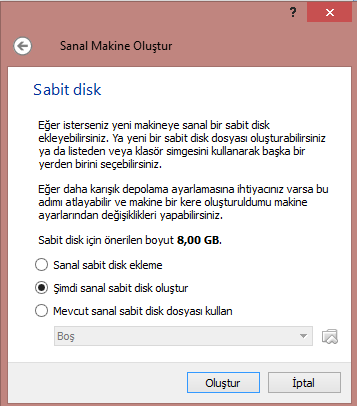 ?
Sanal Makine Oluştur
Sabit disk
Eğer isterseniz yeni makineye sanal bir sabit disk
ekleyebilirsiniz. Ya yeni bir sabit disk dosyası oluşturabilirsiniz
ya da listeden veya klasör simgesini kullanarak başka bir
yerden birini seçebilirsiniz.
Eğer daha karışık depolama ayarlamasına ihtiyacınız varsa bu
adımı atlayabilir ve makine bir kere oluşturuldumu makine
ayarlarından değişiklikleri yapabilirsiniz.
Sabit disk için önerilen boyut 8,00 GB.
Sanal sabit disk ekleme
Şimdi sanal sabit disk oluştur
Mevcut sanal sabit disk dosyası kullan
Boş
Oluştur
İptal